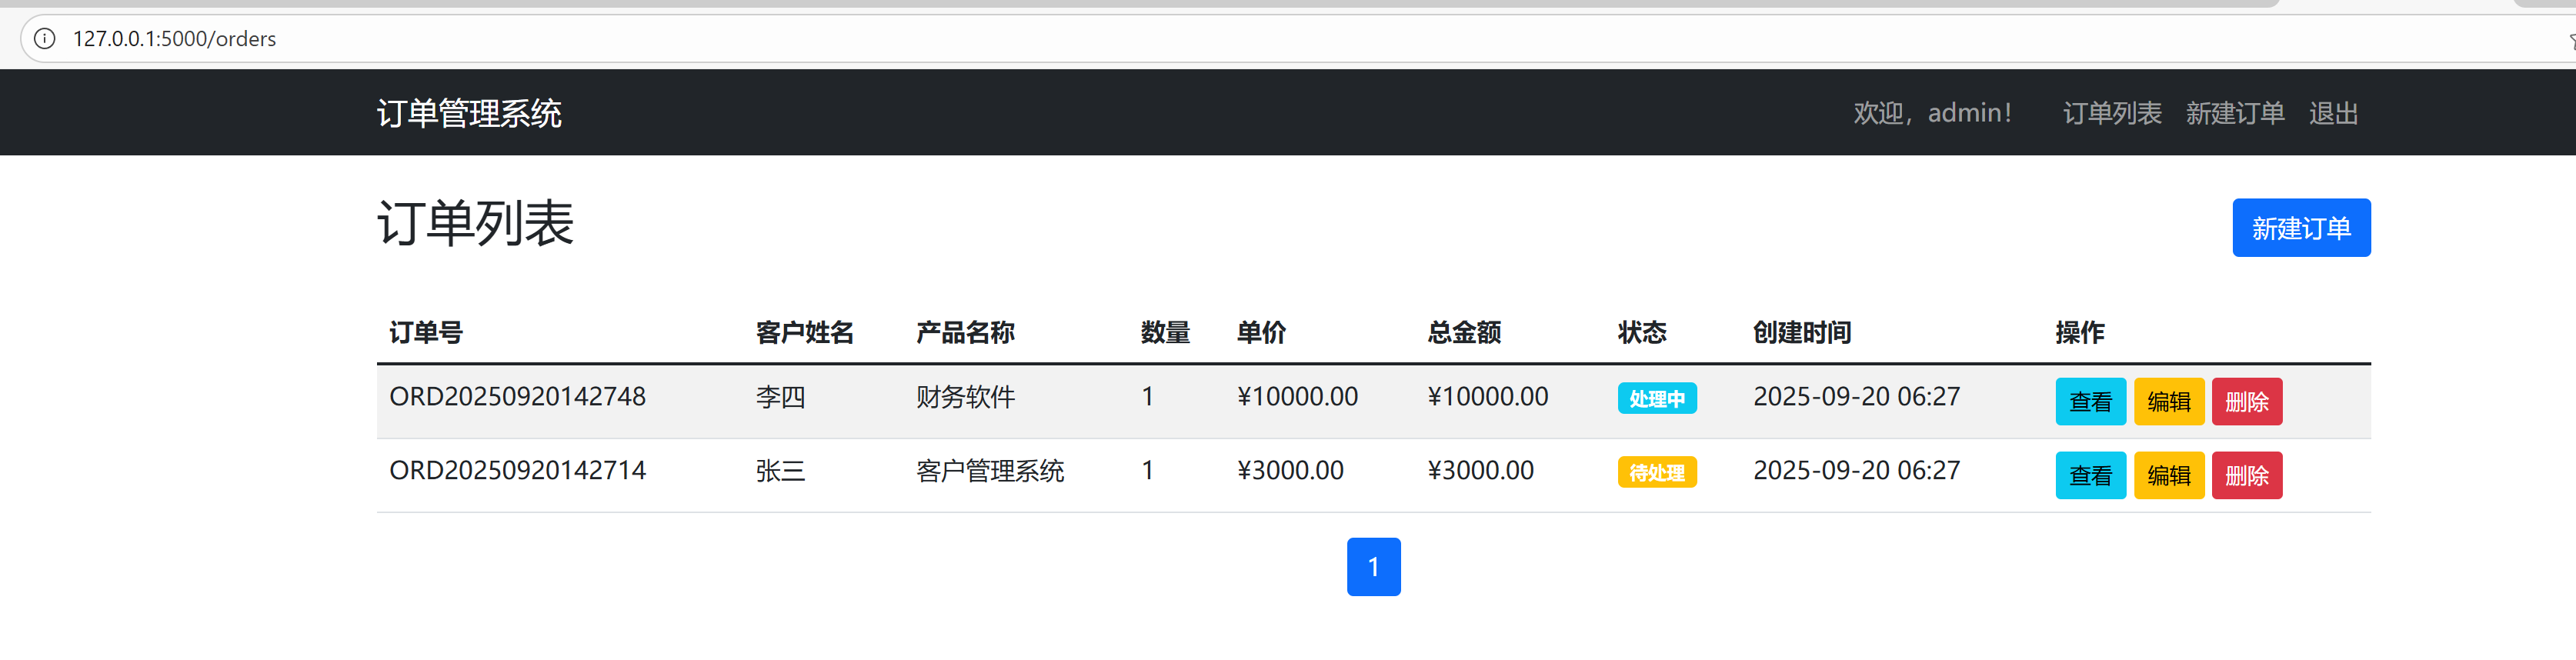 127.0.0.1:5000/orders
订单管理系统 欢迎，admin！ 订单列表 新建订单 退出
订单列表 新建订单
订单号 客户姓名 产品名称 数量 单价 总金额 状态 创建时间 操作
ORD20250920142748 李四 财务软件 1 ¥10000.00 ¥10000.00 处理中 2025-09-20 06:27 查看 编辑 删除
ORD20250920142714 张三 客户管理系统 1 ¥3000.00 ¥3000.00 待处理 2025-09-20 06:27 查看 编辑 删除
1